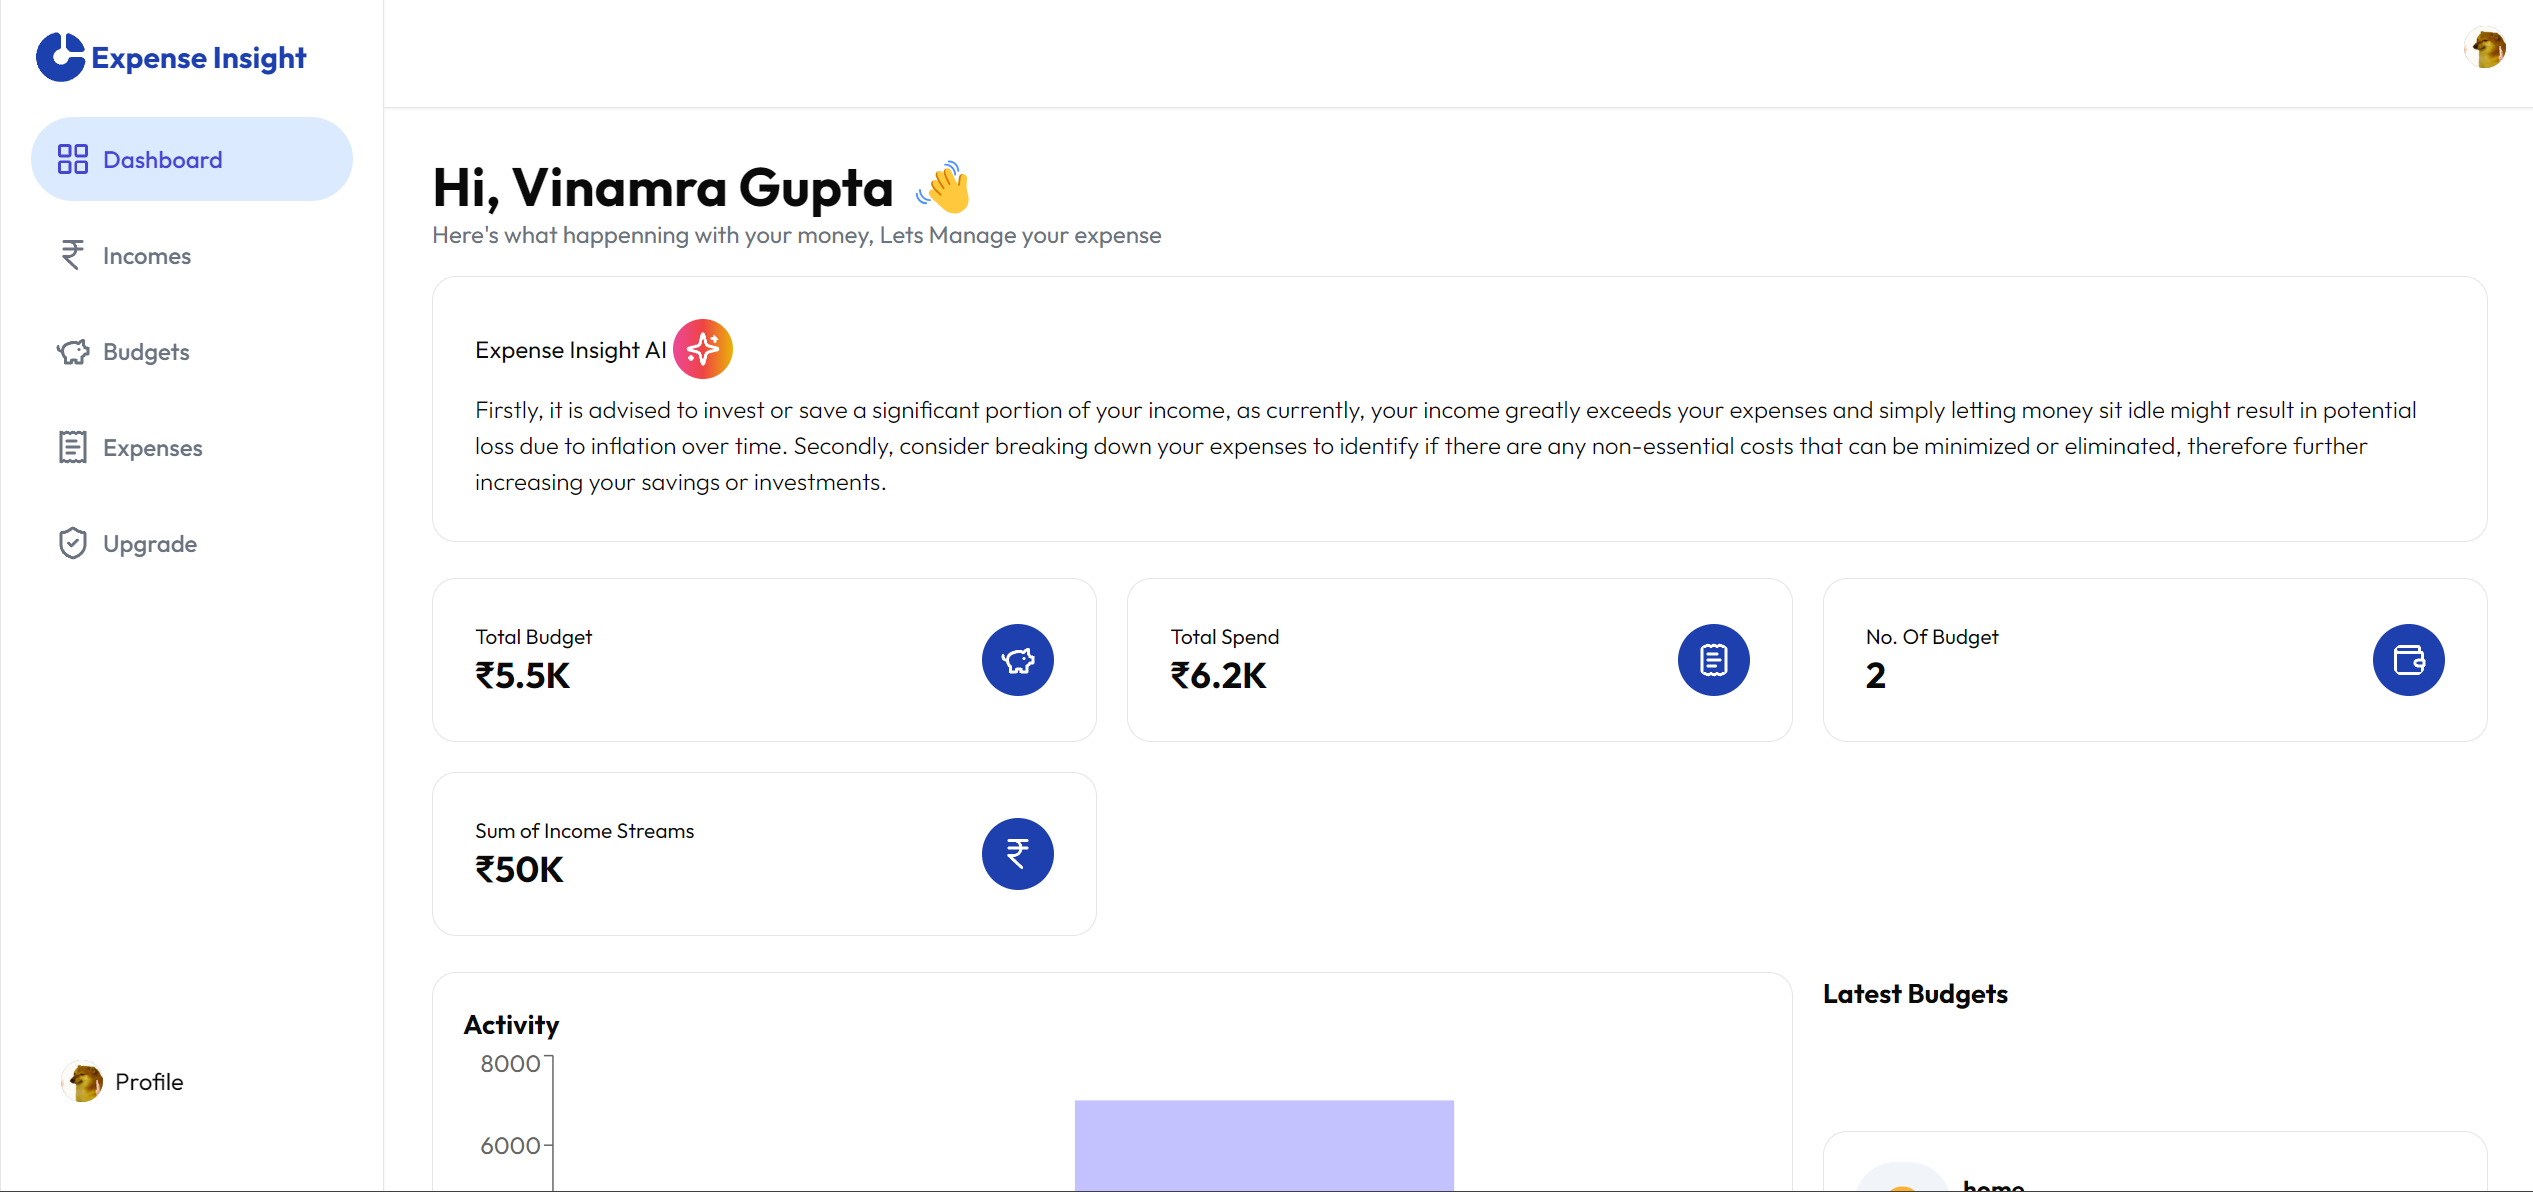 Expense Insight
Dashboard
Incomes
Budgets
Expenses
Upgrade
Profile
Hi, Vinamra Gupta 👋
Here's what happenning with your money, Lets Manage your expense
Expense Insight AI
Firstly, it is advised to invest or save a significant portion of your income, as currently, your income greatly exceeds your expenses and simply letting money sit idle might result in potential
loss due to inflation over time. Secondly, consider breaking down your expenses to identify if there are any non-essential costs that can be minimized or eliminated, therefore further
increasing your savings or investments.
Total Budget
₹5.5K
Total Spend
₹6.2K
No. Of Budget
2
Sum of Income Streams
₹50K
Activity
8000
6000
Latest Budgets
home